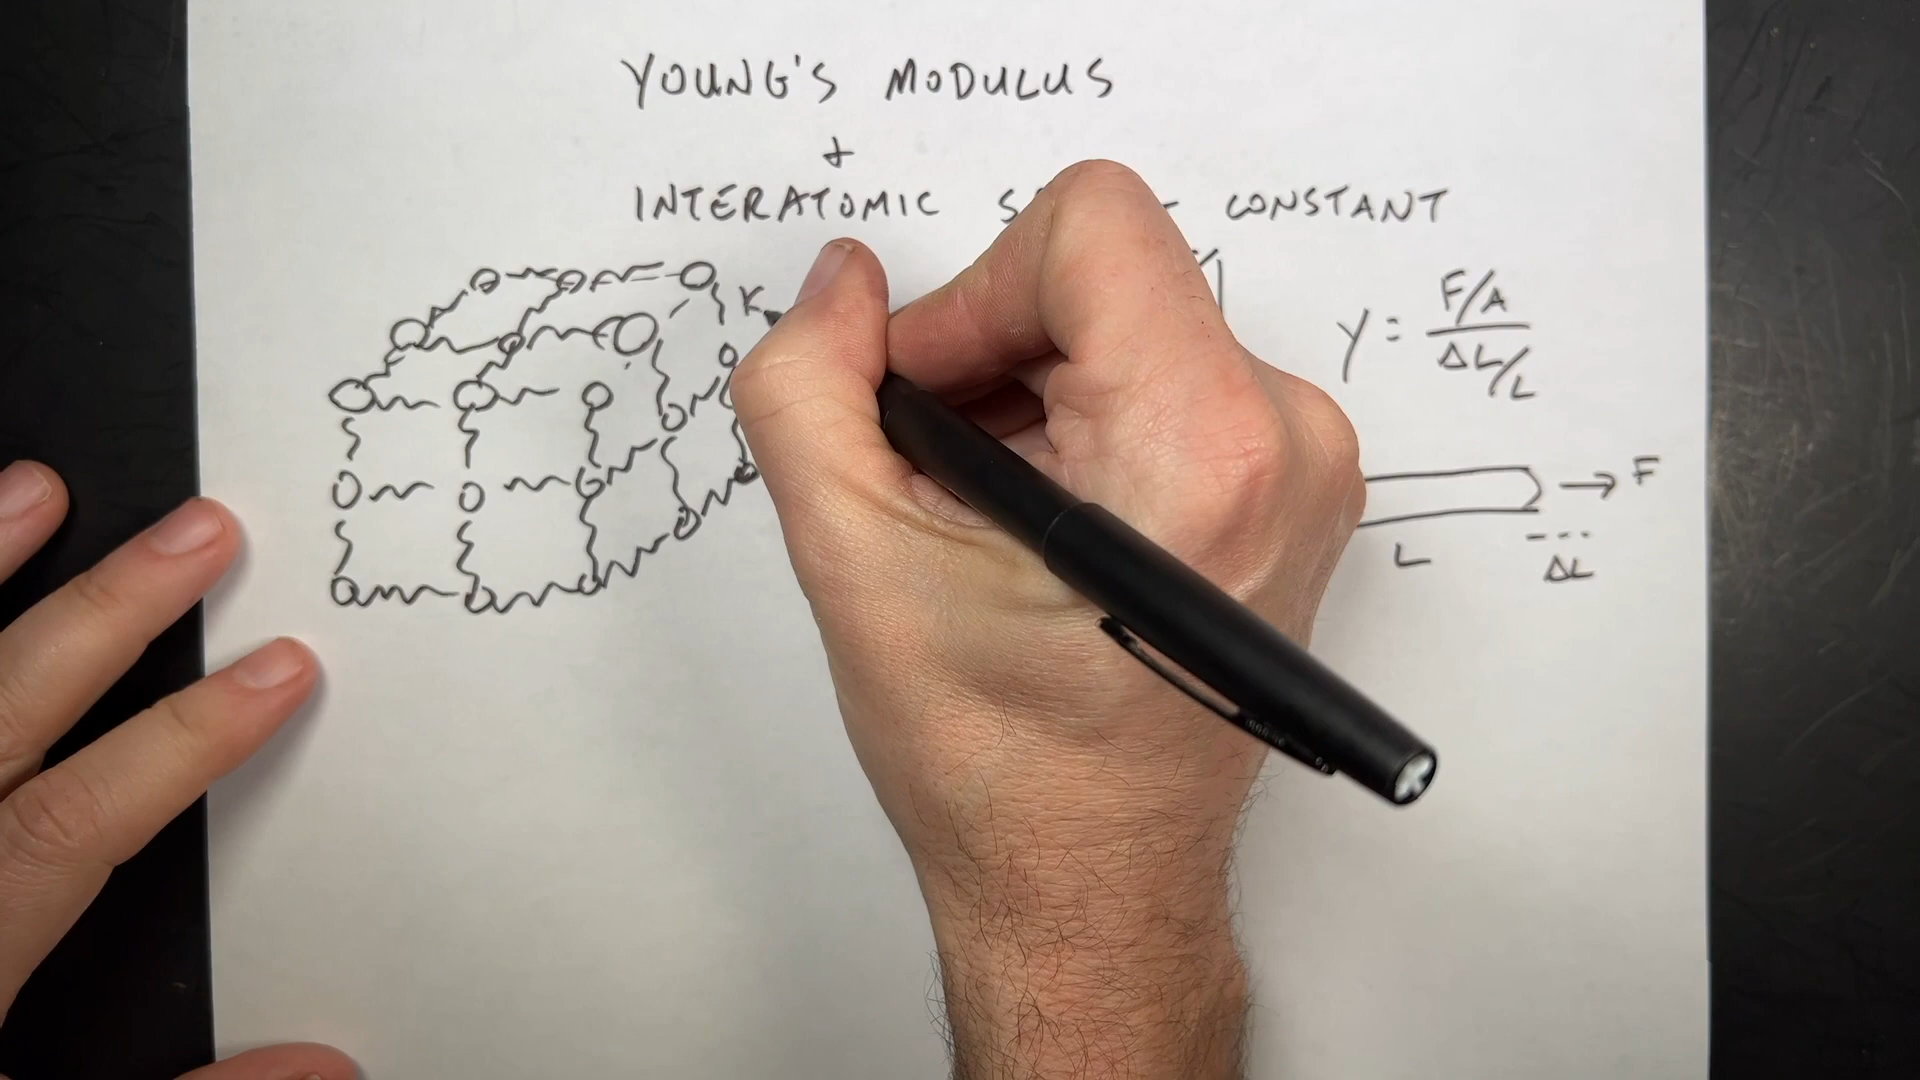 YOUNG'S MODULUS
+
INTERATOMIC CONSTANT
K
Y = F/A
ΔL/L
F
L
ΔL